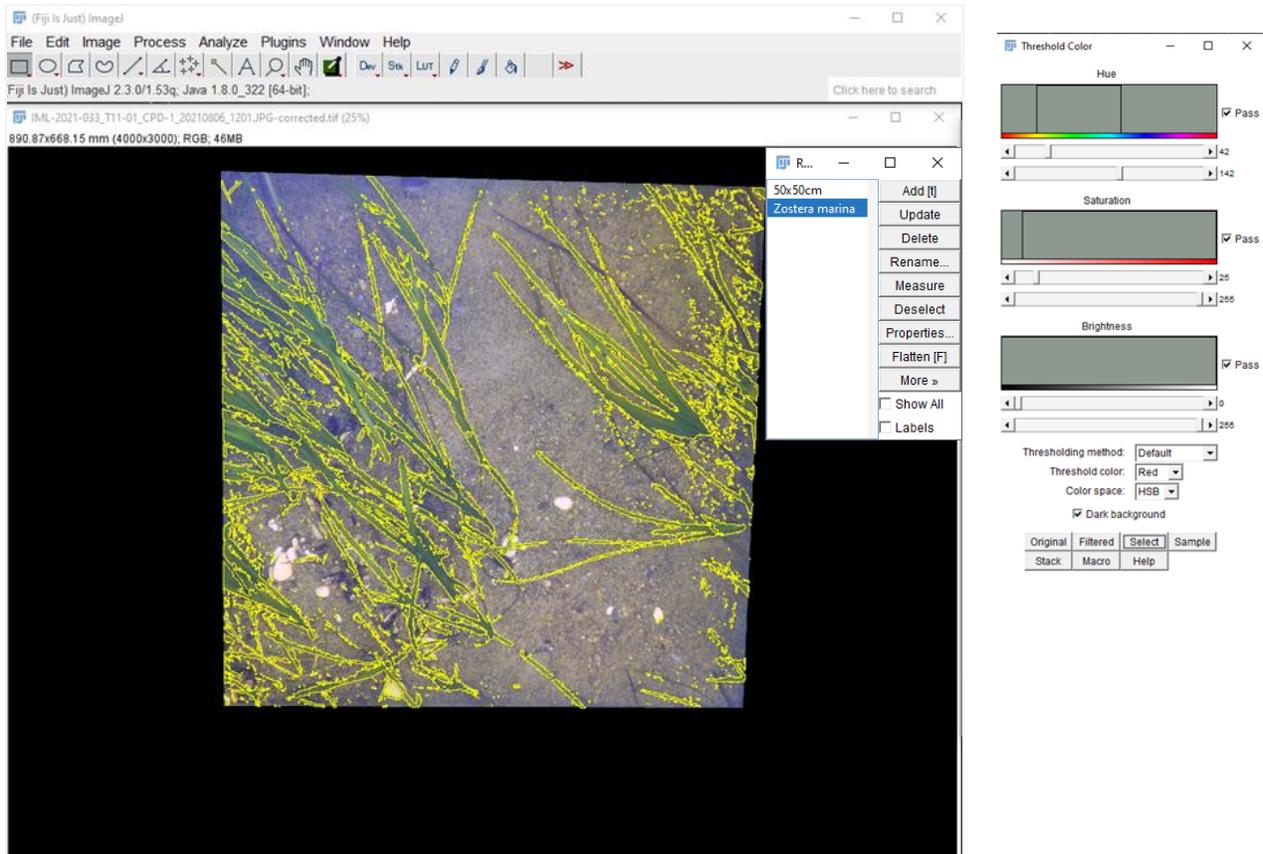 (Fiji Is Just) ImageJ
File Edit Image Process Analyze Plugins Window Help
Dev Stk LUT
Fiji Is Just) ImageJ 2.3.0/1.53q; Java 1.8.0_322 [64-bit];
Click here to search
IML-2021-033_T11-01_CPD-1_20210806_1201.JPG-corrected.tif (25%)
890.87x668.15 mm (4000x3000); RGB; 46MB
R...
50x50cm
Zostera marina
Add [t]
Update
Delete
Rename...
Measure
Deselect
Properties...
Flatten [F]
More »
Show All
Labels
Threshold Color
Hue
Pass
42
142
Saturation
Pass
25
255
Brightness
Pass
0
255
Thresholding method: Default
Threshold color: Red
Color space: HSB
Dark background
Original Filtered Select Sample
Stack Macro Help